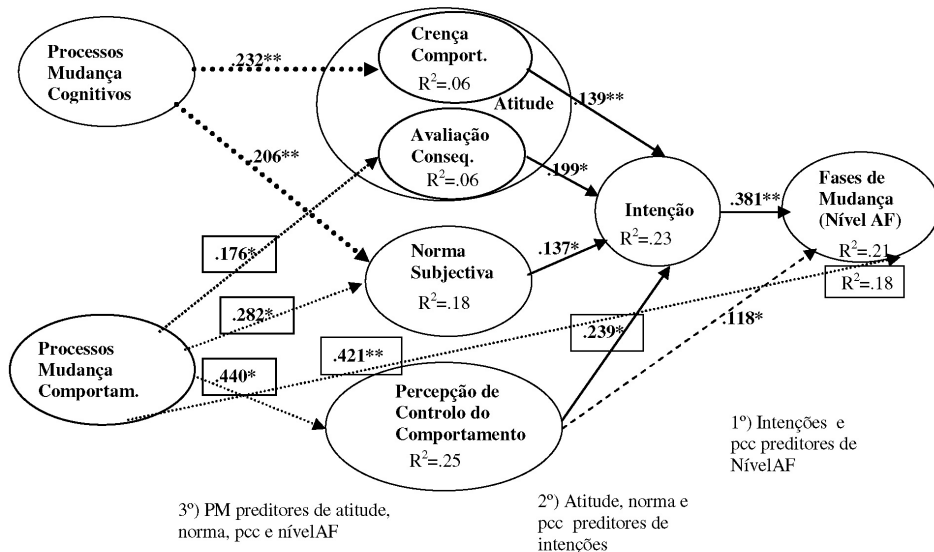 Processos
Mudança
Cognitivos
.232**
.206**
Crença
Comport.
R²=.06
Atitude
Avaliação
Conseq.
R²=.06
.139**
.199*
Intenção
R²=.23
.381**
Fases de
Mudança
(Nível AF)
R²=.21
R²=.18
.176*
Norma
Subjectiva
R²=.18
.137*
.282*
Processos
Mudança
Comportam.
.440*
.421**
.239*
.118*
Percepção de
Controlo do
Comportamento
R²=.25
1º) Intenções e
pcc preditores de
NívelAF
2º) Atitude, norma e
pcc preditores de
intenções
3º) PM preditores de atitude,
norma, pcc e nívelAF